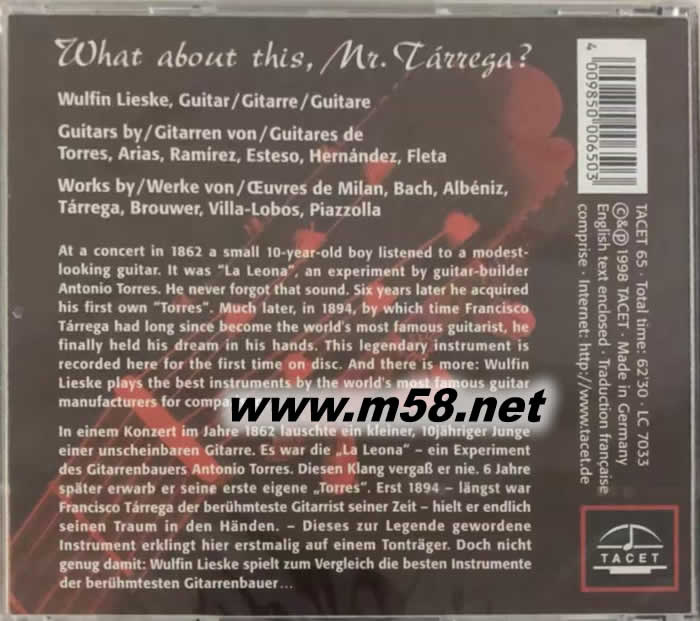 What about this, Mr. Tárrega?
Wulfin Lieske, Guitar/Gitarre/Guitare
Guitars by/Gitarren von/Guitares de
Torres, Arias, Ramírez, Esteso, Hernández, Fleta
Works by/Werke von/Œuvres de Milan, Bach, Albéniz,
Tárrega, Brouwer, Villa-Lobos, Piazzolla
At a concert in 1862 a small 10-year-old boy listened to a modest-
looking guitar. It was "La Leona", an experiment by guitar-builder
Antonio Torres. He never forgot that sound. Six years later he acquired
his first own "Torres". Much later, in 1894, by which time Francisco
Tárrega had long since become the world's most famous guitarist, he
finally held his dream in his hands. This legendary instrument is
recorded here for the first time on disc. And there is more: Wulfin
Lieske plays the best instruments by the world's most famous guitar
manufacturers for
www.m58.net
In einem Konzert im Jahre 1862 lauschte ein kleiner, 10jähriger Junge
einer unscheinbaren Gitarre. Es war die „La Leona" – ein Experiment
des Gitarrenbauers Antonio Torres. Diesen Klang vergaß er nie. 6 Jahre
später erwarb er seine erste eigene „Torres". Erst 1894 – längst war
Francisco Tárrega der berühmteste Gitarrist seiner Zeit – hielt er endlich
seinen Traum in den Händen. – Dieses zur Legende gewordene
Instrument erklingt hier erstmalig auf einem Tonträger. Doch nicht
genug damit: Wulfin Lieske spielt zum Vergleich die besten Instrumente
der berühmtesten Gitarrenbauer...
4 009850 006503
TACET 65 · Total time: 62'30 · LC 7033
©&℗ 1998 TACET · Made in Germany
English text enclosed · Traduction française
comprise · Internet: http://www.tacet.de
TACET